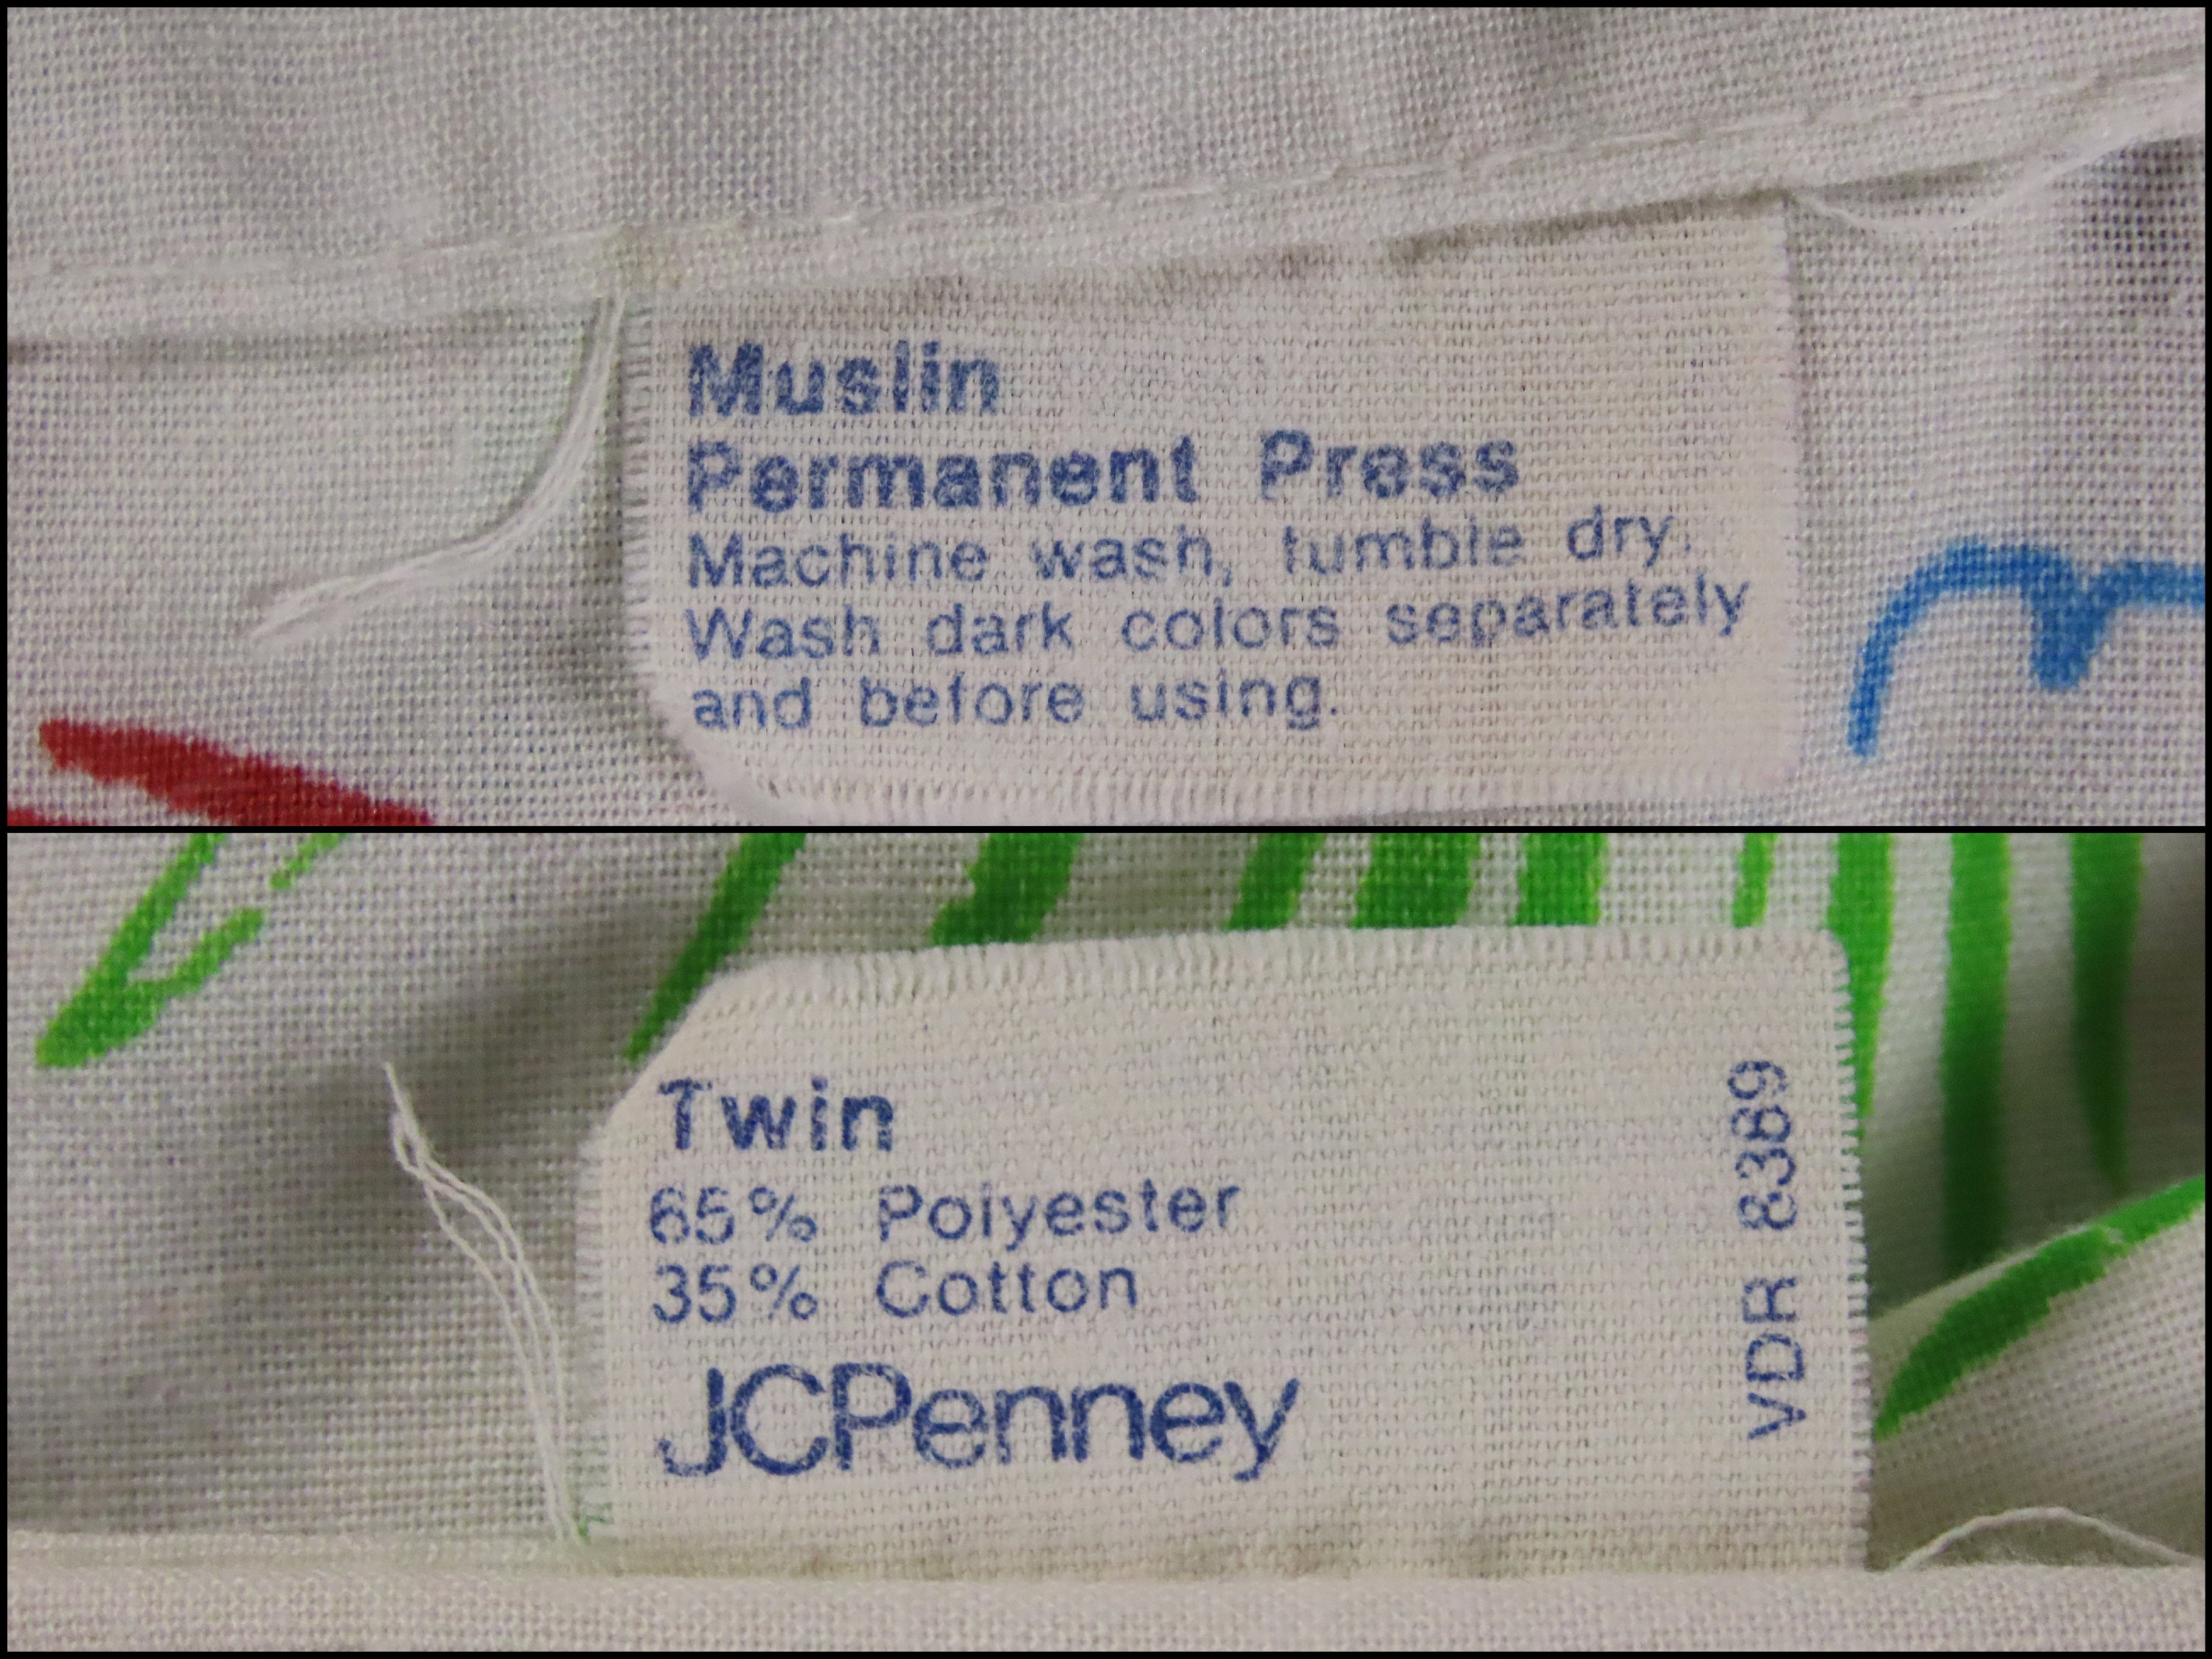 Muslin
Permanent Press
Machine wash, tumble dry.
Wash dark colors separately
and before using.
Twin
65% Polyester
35% Cotton
JCPenney
VDR 8389